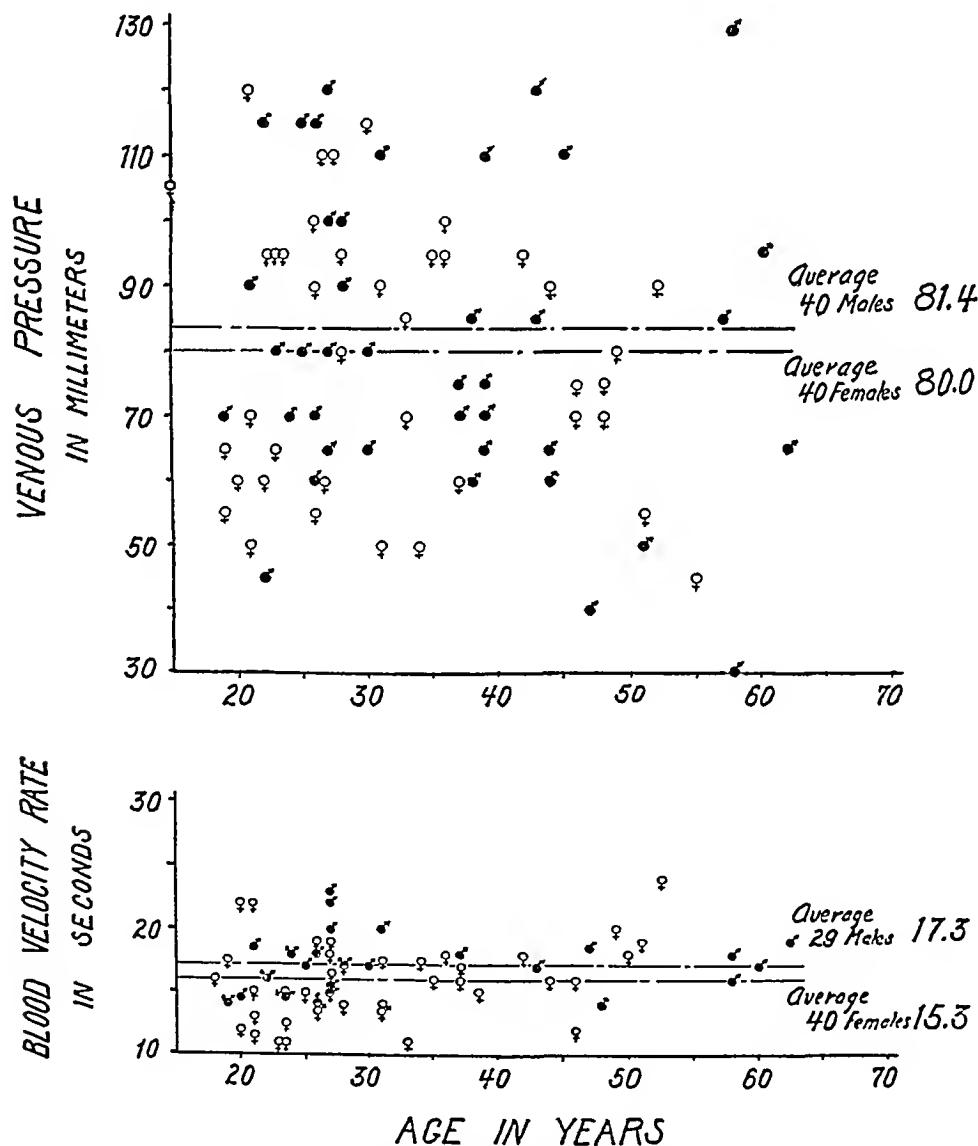 130
110
90
70
50
30
VENOUS PRESSURE
IN MILLIMETERS
Average
40 Males 81.4
Average
40 Females 80.0
20 30 40 50 60 70
30
20
10
BLOOD VELOCITY RATE
IN SECONDS
Average
29 Males 17.3
Average
40 Females 15.3
20 30 40 50 60 70
AGE IN YEARS